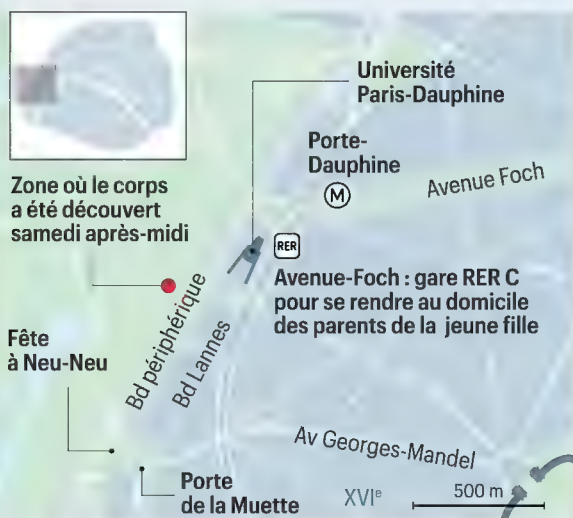 Université
Paris-Dauphine
Porte-
Dauphine
M
Avenue Foch
Zone où le corps
a été découvert
samedi après-midi
RER
Avenue-Foch : gare RER C
pour se rendre au domicile
des parents de la jeune fille
Bd périphérique
Bd Lannes
Fête
à Neu-Neu
Av Georges-Mandel
Porte
de la Muette
XVIe
500 m